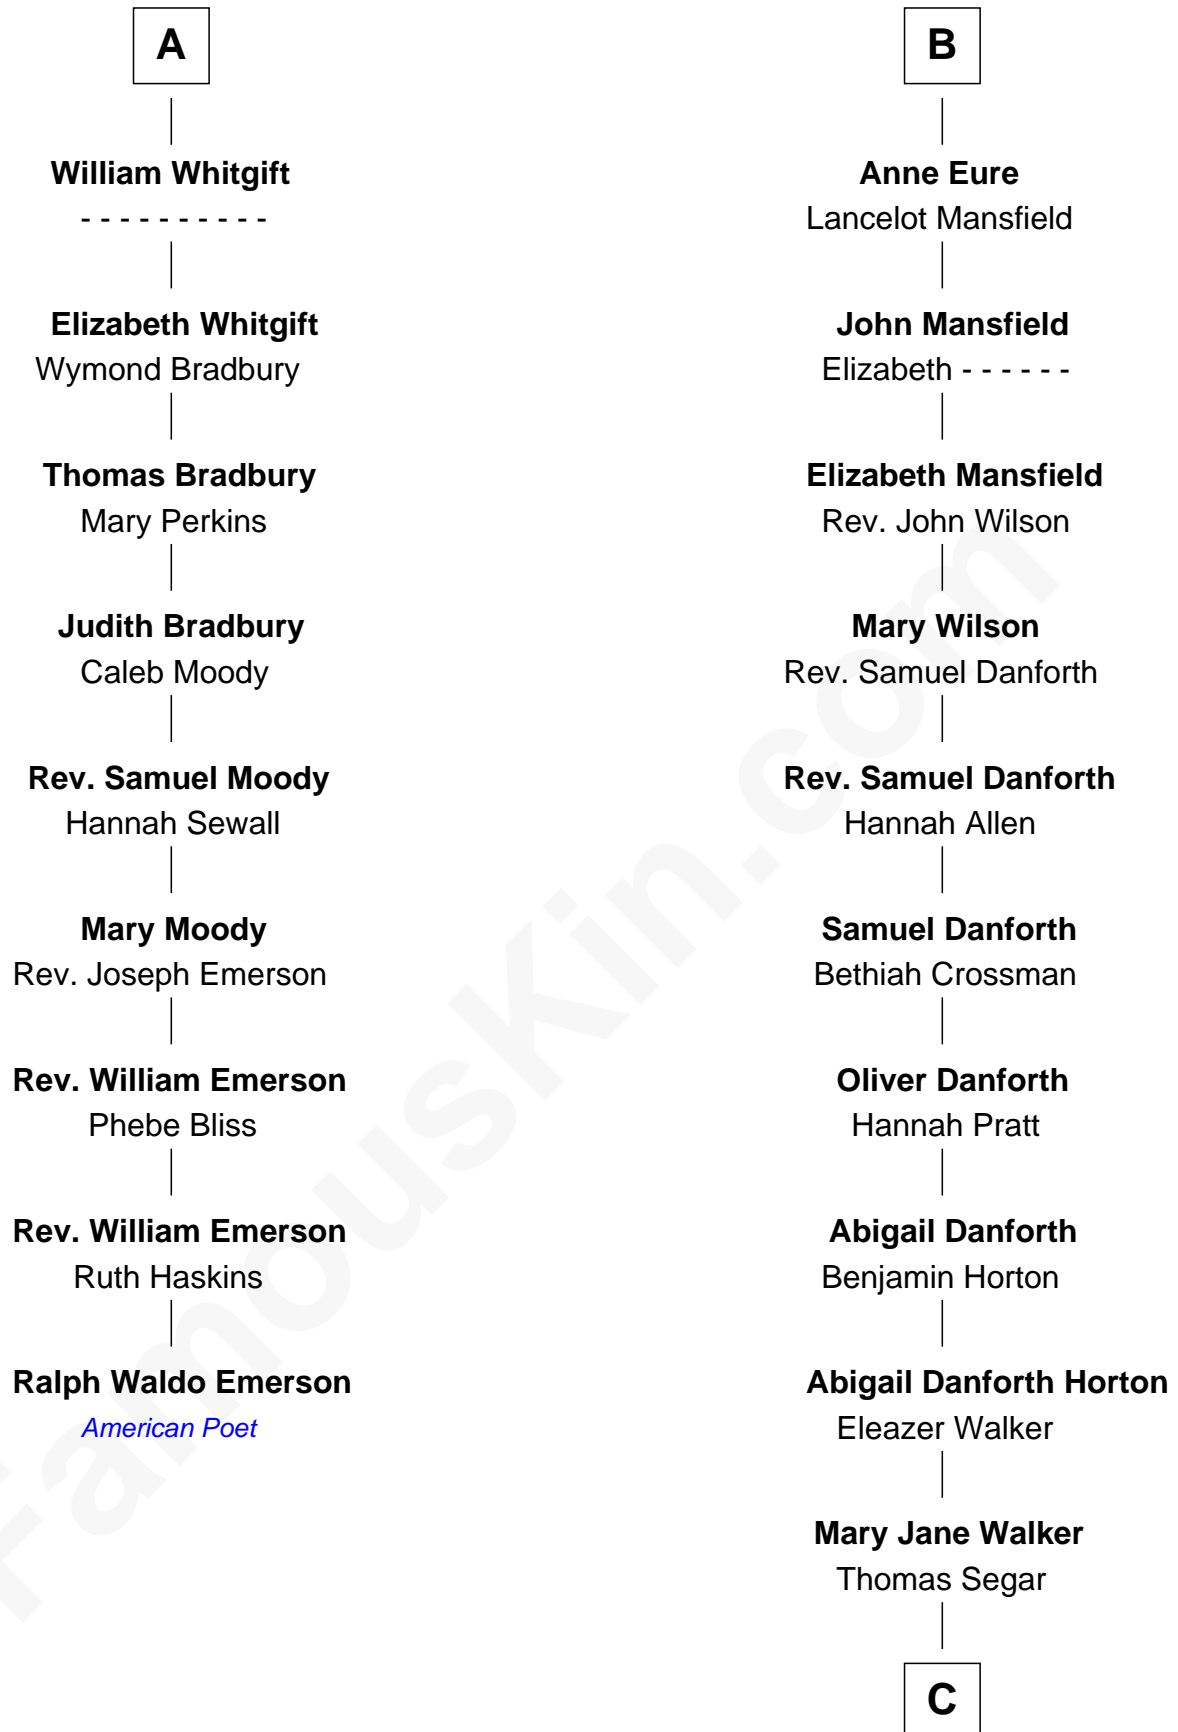 A
William Whitgift
- - - - - - - - - -
Elizabeth Whitgift
Wymond Bradbury
Thomas Bradbury
Mary Perkins
Judith Bradbury
Caleb Moody
Rev. Samuel Moody
Hannah Sewall
Mary Moody
Rev. Joseph Emerson
Rev. William Emerson
Phebe Bliss
Rev. William Emerson
Ruth Haskins
Ralph Waldo Emerson
American Poet
B
Anne Eure
Lancelot Mansfield
John Mansfield
Elizabeth - - - - - -
Elizabeth Mansfield
Rev. John Wilson
Mary Wilson
Rev. Samuel Danforth
Rev. Samuel Danforth
Hannah Allen
Samuel Danforth
Bethiah Crossman
Oliver Danforth
Hannah Pratt
Abigail Danforth
Benjamin Horton
Abigail Danforth Horton
Eleazer Walker
Mary Jane Walker
Thomas Segar
C
FamousKin.com